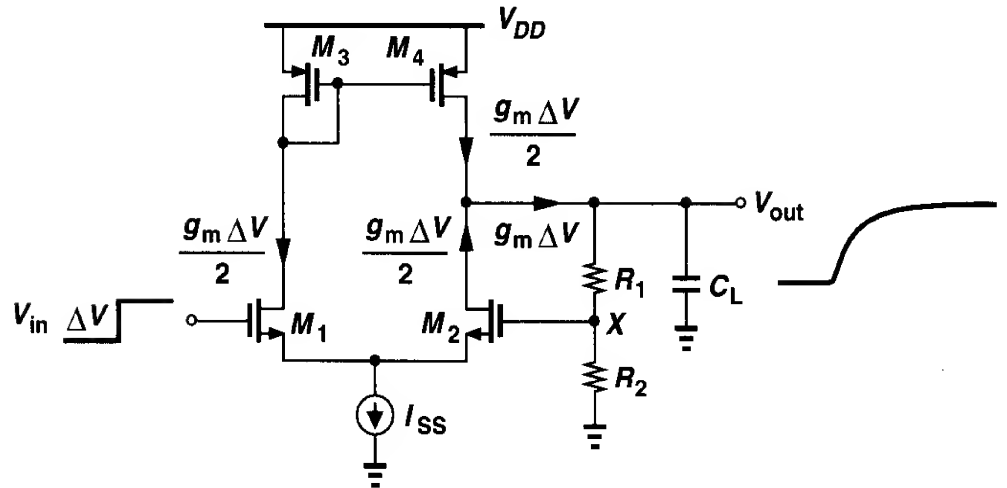 V_DD
M_3
M_4
g_m ΔV
2
g_m ΔV
2
g_m ΔV
2
g_m ΔV
V_out
R_1
C_L
V_in ΔV
M_1
M_2
X
R_2
I_SS